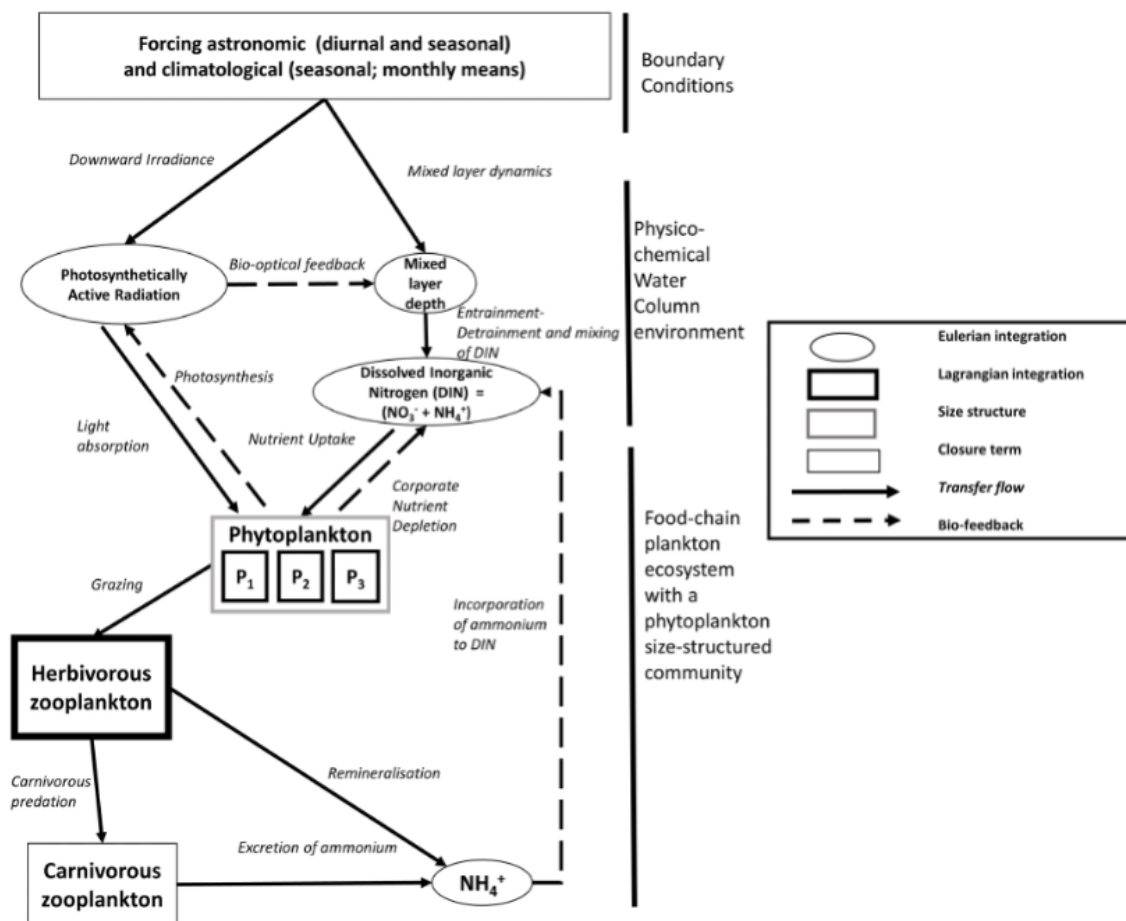 Forcing astronomic (diurnal and seasonal)
and climatological (seasonal; monthly means)
Boundary
Conditions
Downward Irradiance
Mixed layer dynamics
Physico-
chemical
Water
Column
environment
Photosynthetically
Active Radiation
Bio-optical feedback
Mixed
layer
depth
Entrainment-
Detrainment and mixing
of DIN
Photosynthesis
Dissolved Inorganic
Nitrogen (DIN) =
(NO₃⁻ + NH₄⁺)
Light
absorption
Nutrient Uptake
Corporate
Nutrient
Depletion
Phytoplankton
P₁
P₂
P₃
Grazing
Incorporation
of ammonium
to DIN
Food-chain
plankton
ecosystem
with a
phytoplankton
size-structured
community
Herbivorous
zooplankton
Remineralisation
Carnivorous
predation
Excretion of ammonium
Carnivorous
zooplankton
NH₄⁺
Eulerian integration
Lagrangian integration
Size structure
Closure term
Transfer flow
Bio-feedback